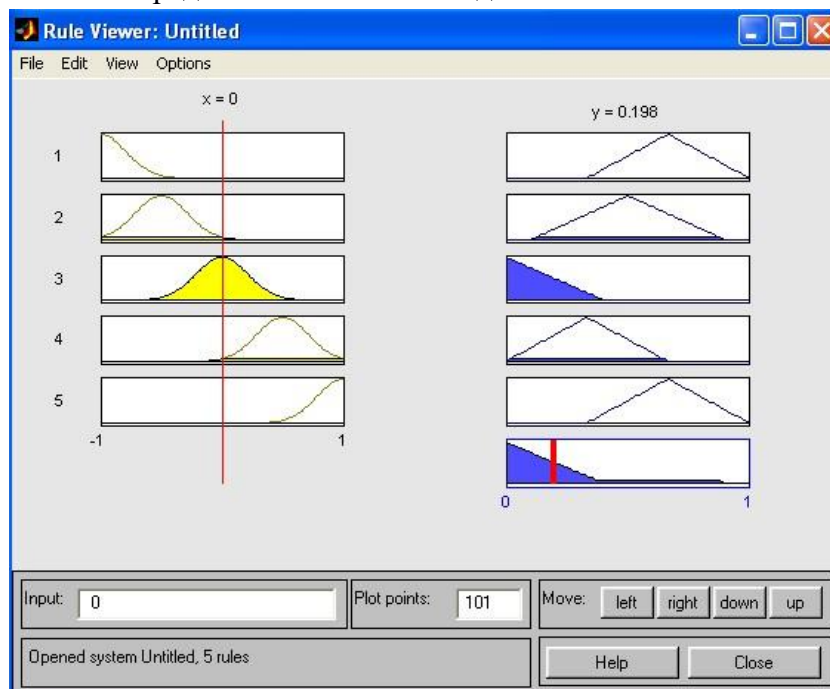 Rule Viewer: Untitled
File Edit View Options
x = 0
y = 0.198
1
2
3
4
5
-1 1
0 1
Input: 0
Plot points: 101
Move: left right down up
Opened system Untitled, 5 rules
Help Close